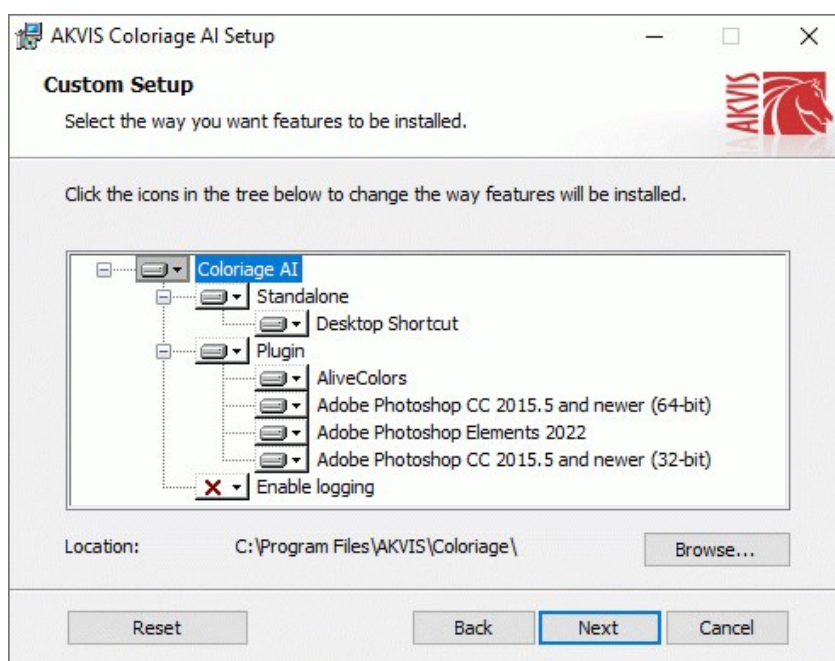 AKVIS Coloriage AI Setup
Custom Setup
Select the way you want features to be installed.
AKVIS
Click the icons in the tree below to change the way features will be installed.
Coloriage AI
Standalone
Desktop Shortcut
Plugin
AliveColors
Adobe Photoshop CC 2015.5 and newer (64-bit)
Adobe Photoshop Elements 2022
Adobe Photoshop CC 2015.5 and newer (32-bit)
Enable logging
Location: C:\Program Files\AKVIS\Coloriage\ Browse...
Reset Back Next Cancel